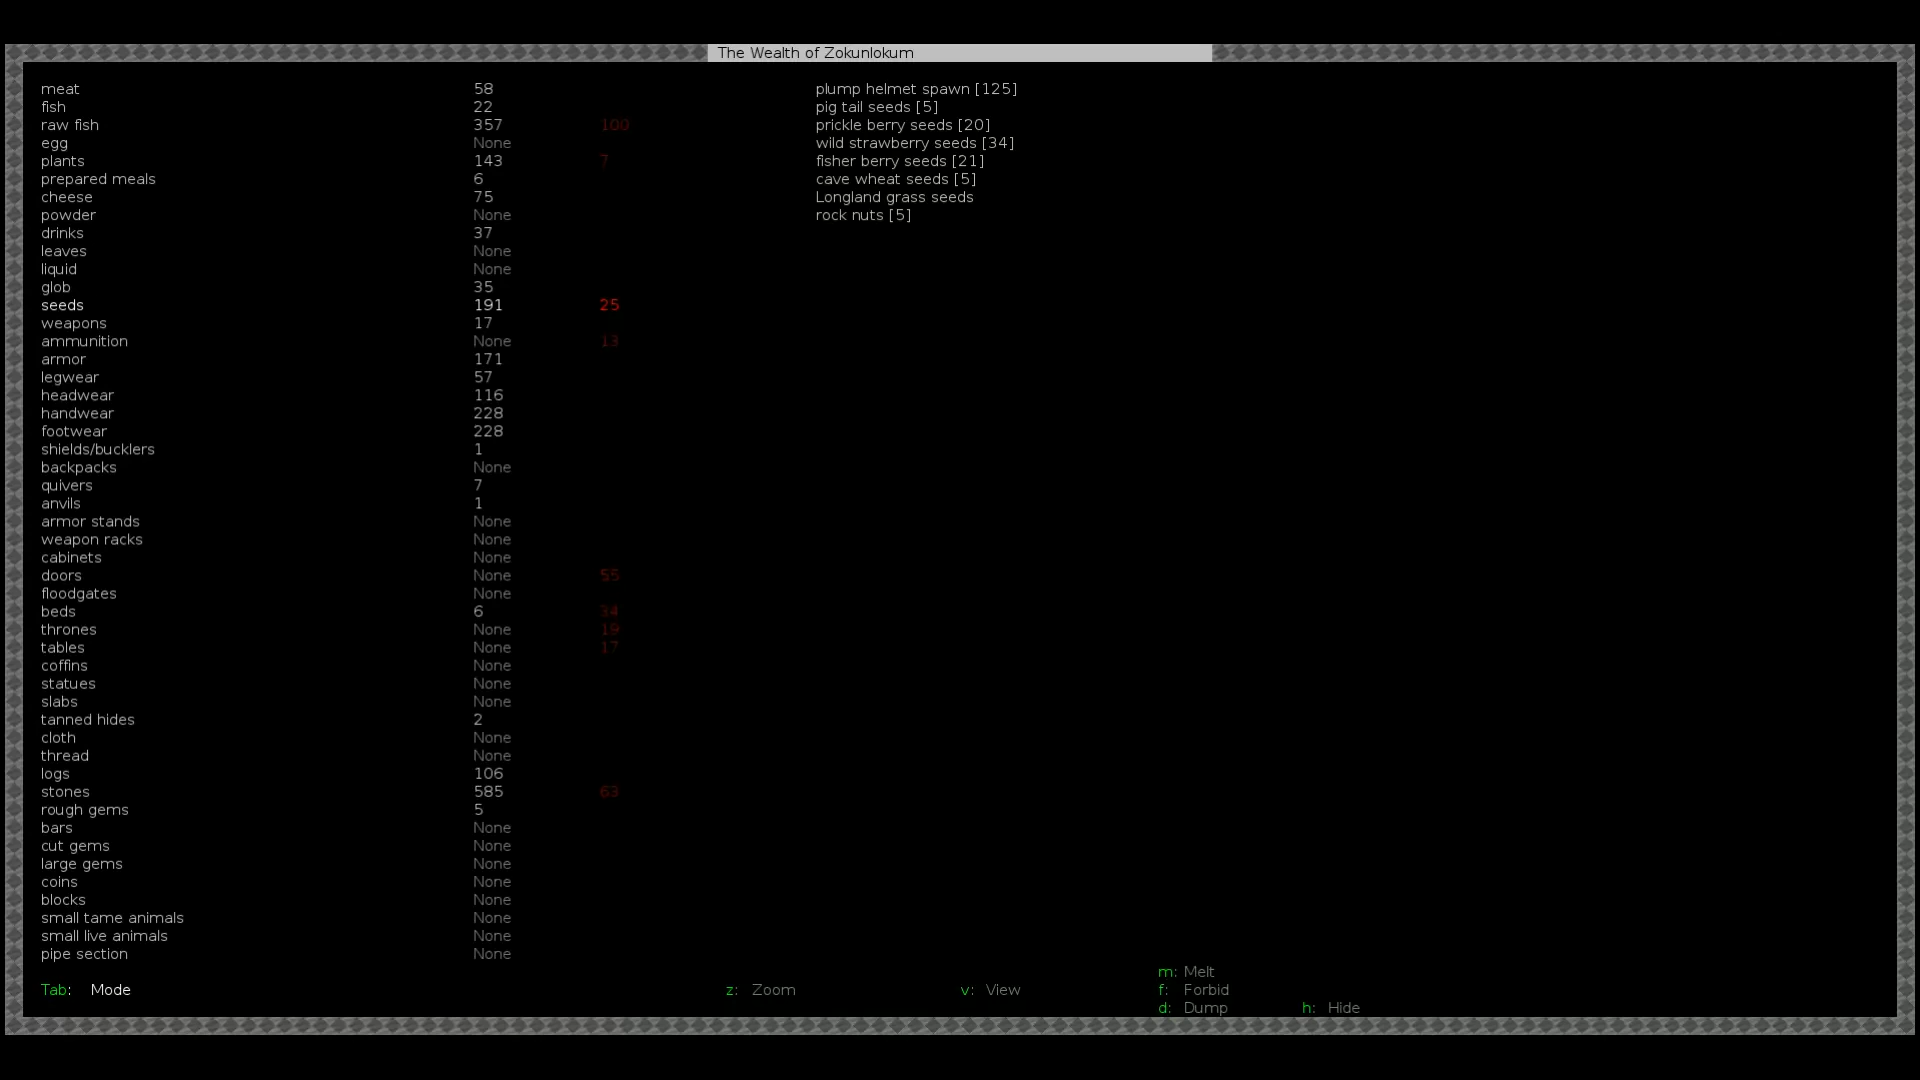 The Wealth of Zokunlokum
meat 58 plump helmet spawn [125]
fish 22 pig tail seeds [5]
raw fish 357 100 prickle berry seeds [20]
egg None wild strawberry seeds [34]
plants 143 7 fisher berry seeds [21]
prepared meals 6 cave wheat seeds [5]
cheese 75 Longland grass seeds
powder None rock nuts [5]
drinks 37
leaves None
liquid None
glob 35
seeds 191 25
weapons 17
ammunition None 13
armor 171
legwear 57
headwear 116
handwear 228
footwear 228
shields/bucklers 1
backpacks None
quivers 7
anvils 1
armor stands None
weapon racks None
cabinets None
doors None 55
floodgates None
beds 6 34
thrones None 19
tables None 17
coffins None
statues None
slabs None
tanned hides 2
cloth None
thread None
logs 106
stones 585 63
rough gems 5
bars None
cut gems None
large gems None
coins None
blocks None
small tame animals None
small live animals None
pipe section None
m: Melt
Tab: Mode z: Zoom v: View f: Forbid
d: Dump h: Hide